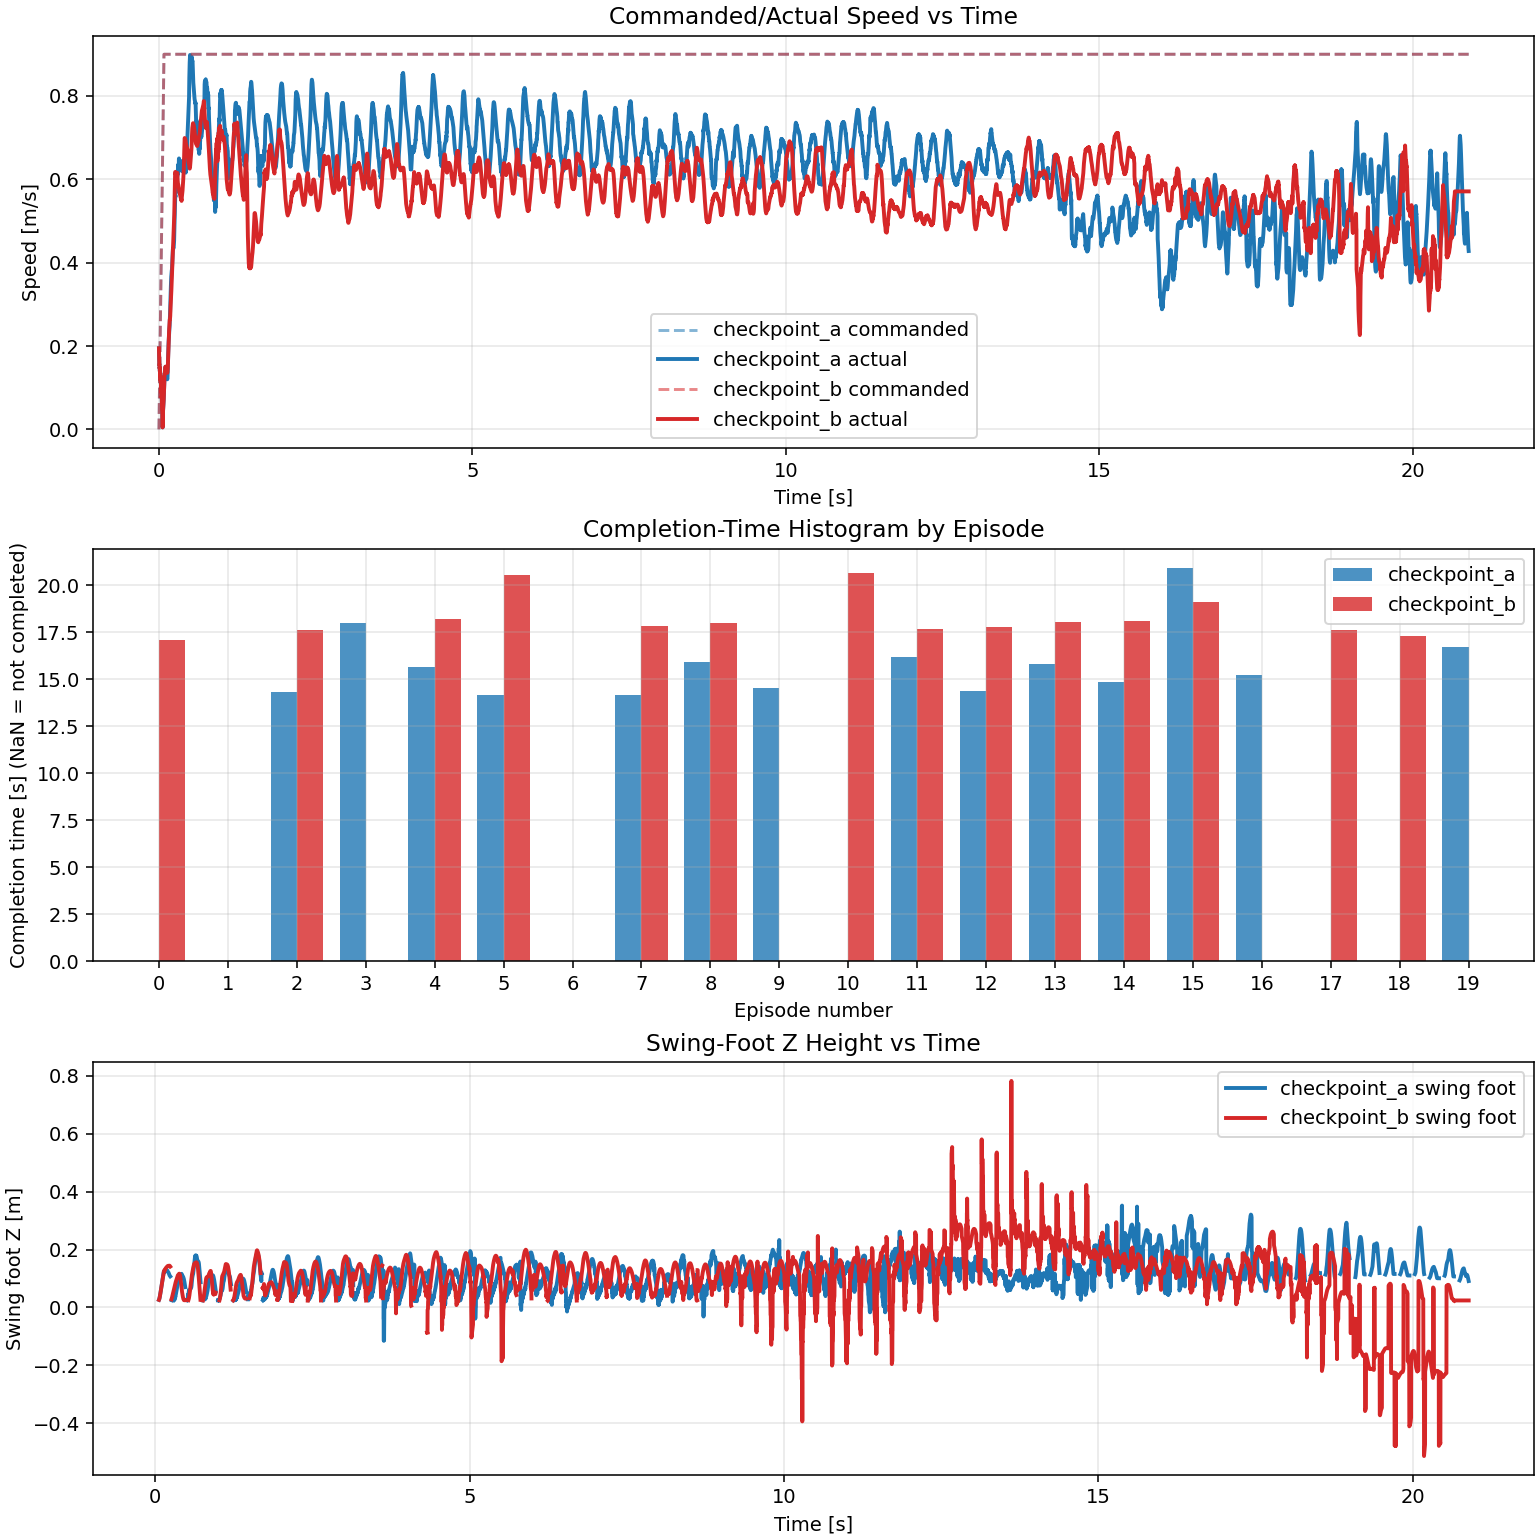 Commanded/Actual Speed vs Time
Speed [m/s]
0.8
0.6
0.4
0.2
0.0
checkpoint_a commanded
checkpoint_a actual
checkpoint_b commanded
checkpoint_b actual
0 5 10 15 20
Time [s]
Completion-Time Histogram by Episode
Completion time [s] (NaN = not completed)
20.0
17.5
15.0
12.5
10.0
7.5
5.0
2.5
0.0
checkpoint_a
checkpoint_b
0 1 2 3 4 5 6 7 8 9 10 11 12 13 14 15 16 17 18 19
Episode number
Swing-Foot Z Height vs Time
Swing foot Z [m]
0.8
0.6
0.4
0.2
0.0
−0.2
−0.4
checkpoint_a swing foot
checkpoint_b swing foot
0 5 10 15 20
Time [s]